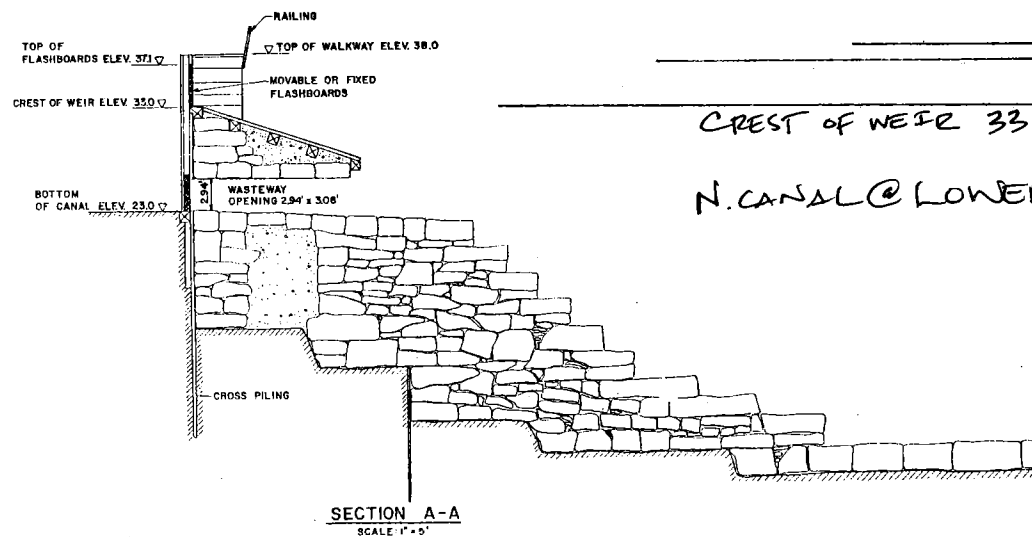 RAILING
TOP OF
FLASHBOARDS ELEV. 37.1
TOP OF WALKWAY ELEV. 38.0
MOVABLE OR FIXED
FLASHBOARDS
CREST OF WEIR ELEV. 33.0
CREST OF WEIR 33
BOTTOM
OF CANAL ELEV. 23.0
2.94'
WASTEWAY
OPENING 2.94' x 3.08'
N. CANAL @ LOWE
CROSS PILING
SECTION A-A
SCALE: 1" = 5'